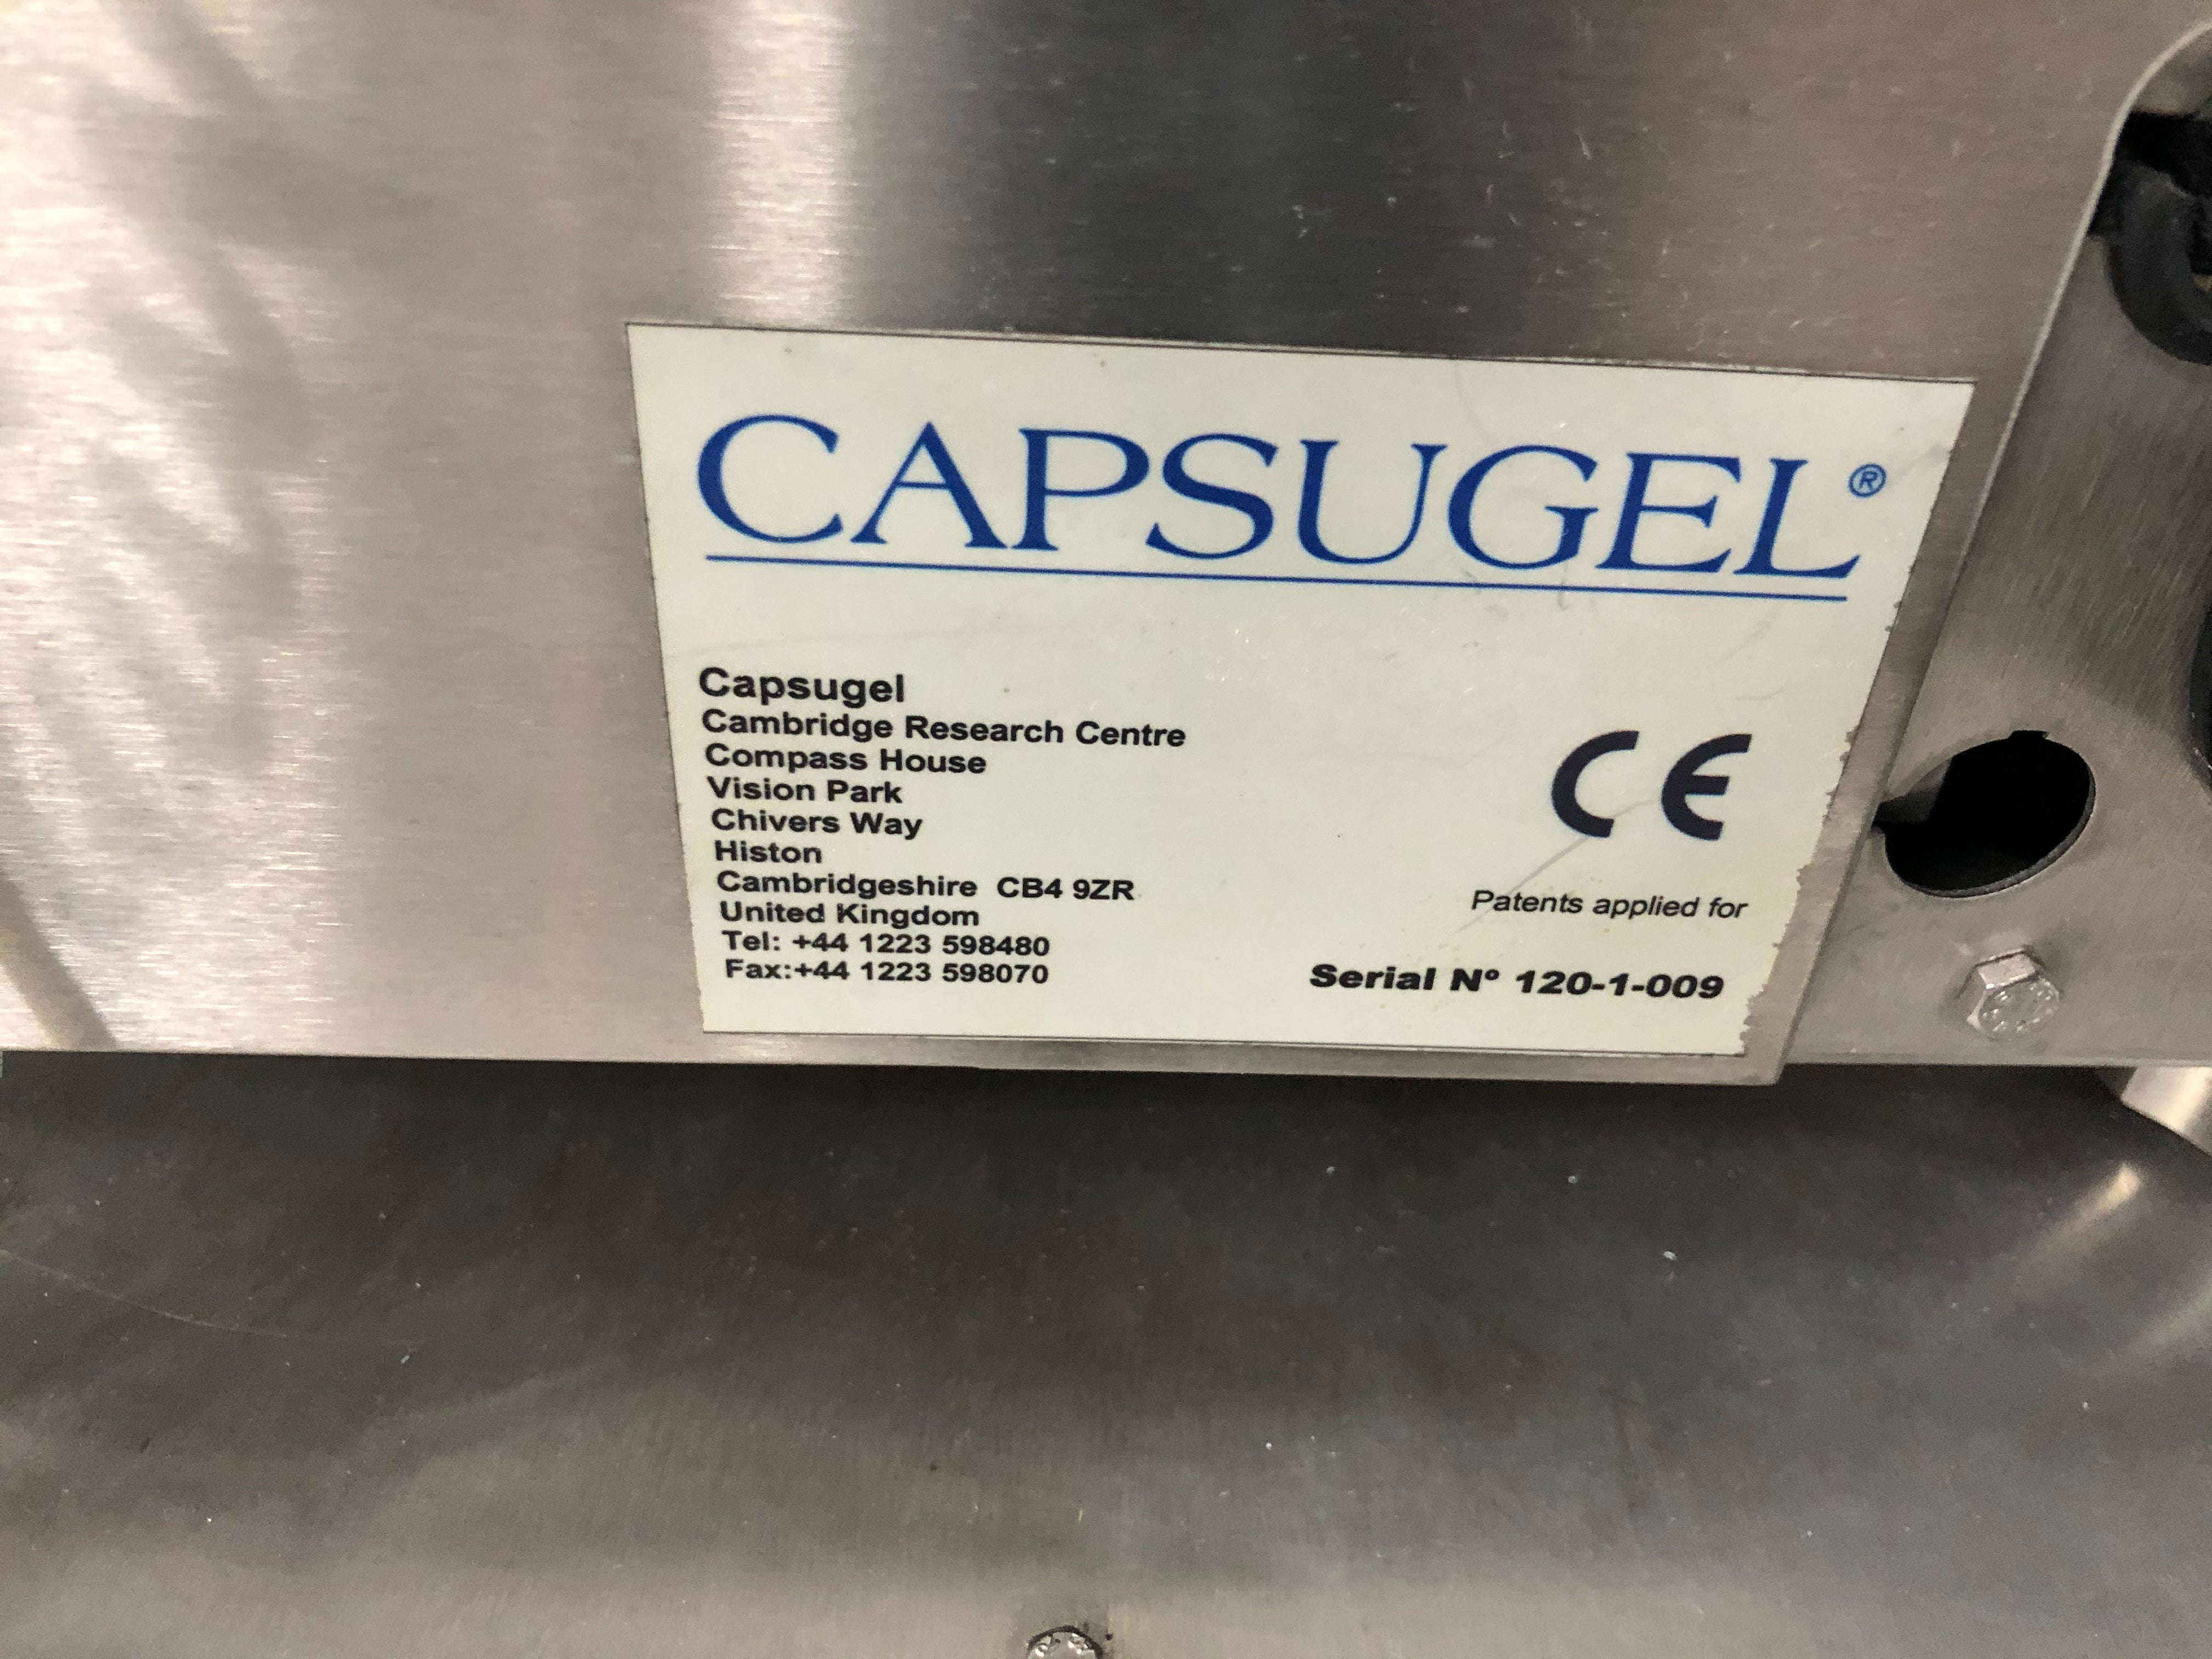 CAPSUGEL®
Capsugel
Cambridge Research Centre
Compass House
Vision Park
Chivers Way
Histon
Cambridgeshire CB4 9ZR
United Kingdom
Tel: +44 1223 598480
Fax:+44 1223 598070
CE
Patents applied for
Serial Nº 120-1-009